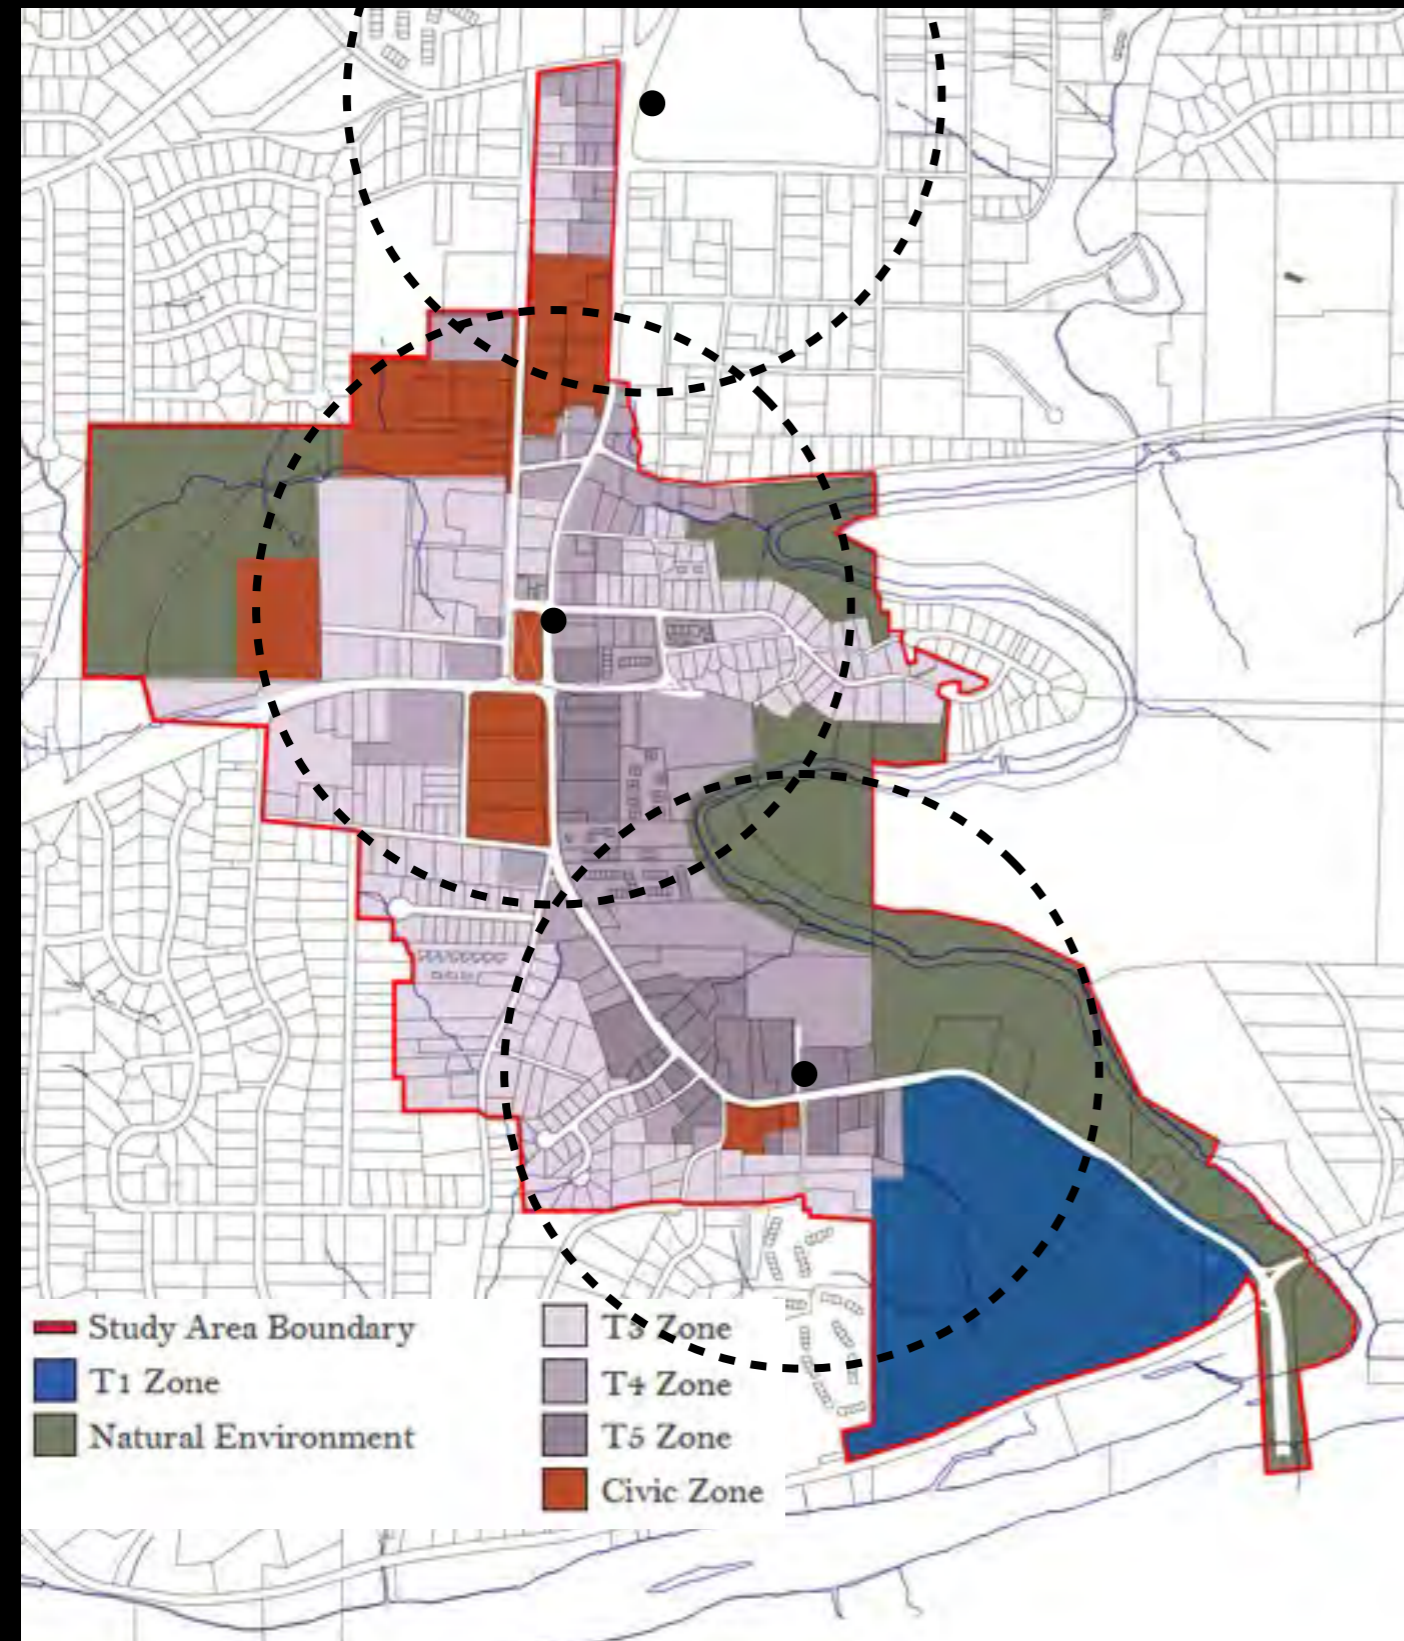 Study Area Boundary
T1 Zone
Natural Environment
T3 Zone
T4 Zone
T5 Zone
Civic Zone